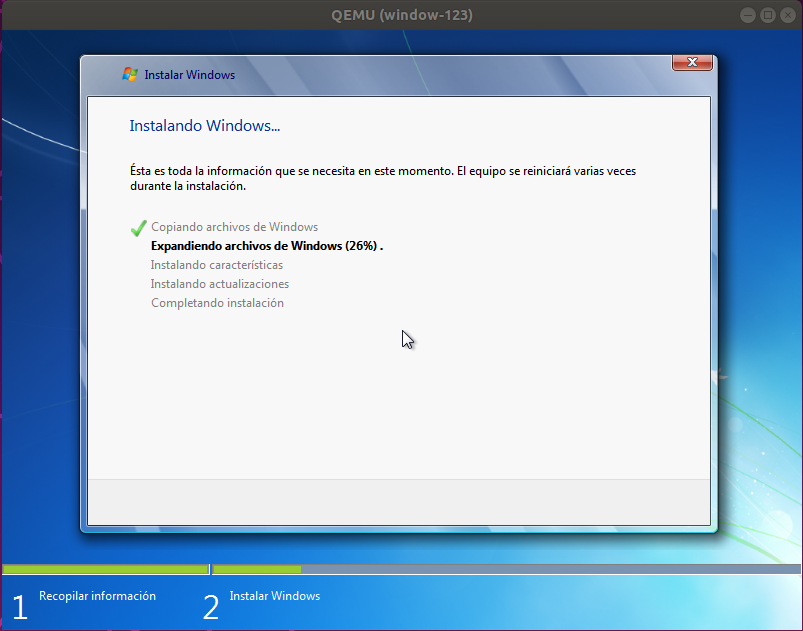 QEMU (window-123)
Instalar Windows
Instalando Windows...
Ésta es toda la información que se necesita en este momento. El equipo se reiniciará varias veces
durante la instalación.
Copiando archivos de Windows
Expandiendo archivos de Windows (26%) .
Instalando características
Instalando actualizaciones
Completando instalación
1 Recopilar información
2 Instalar Windows